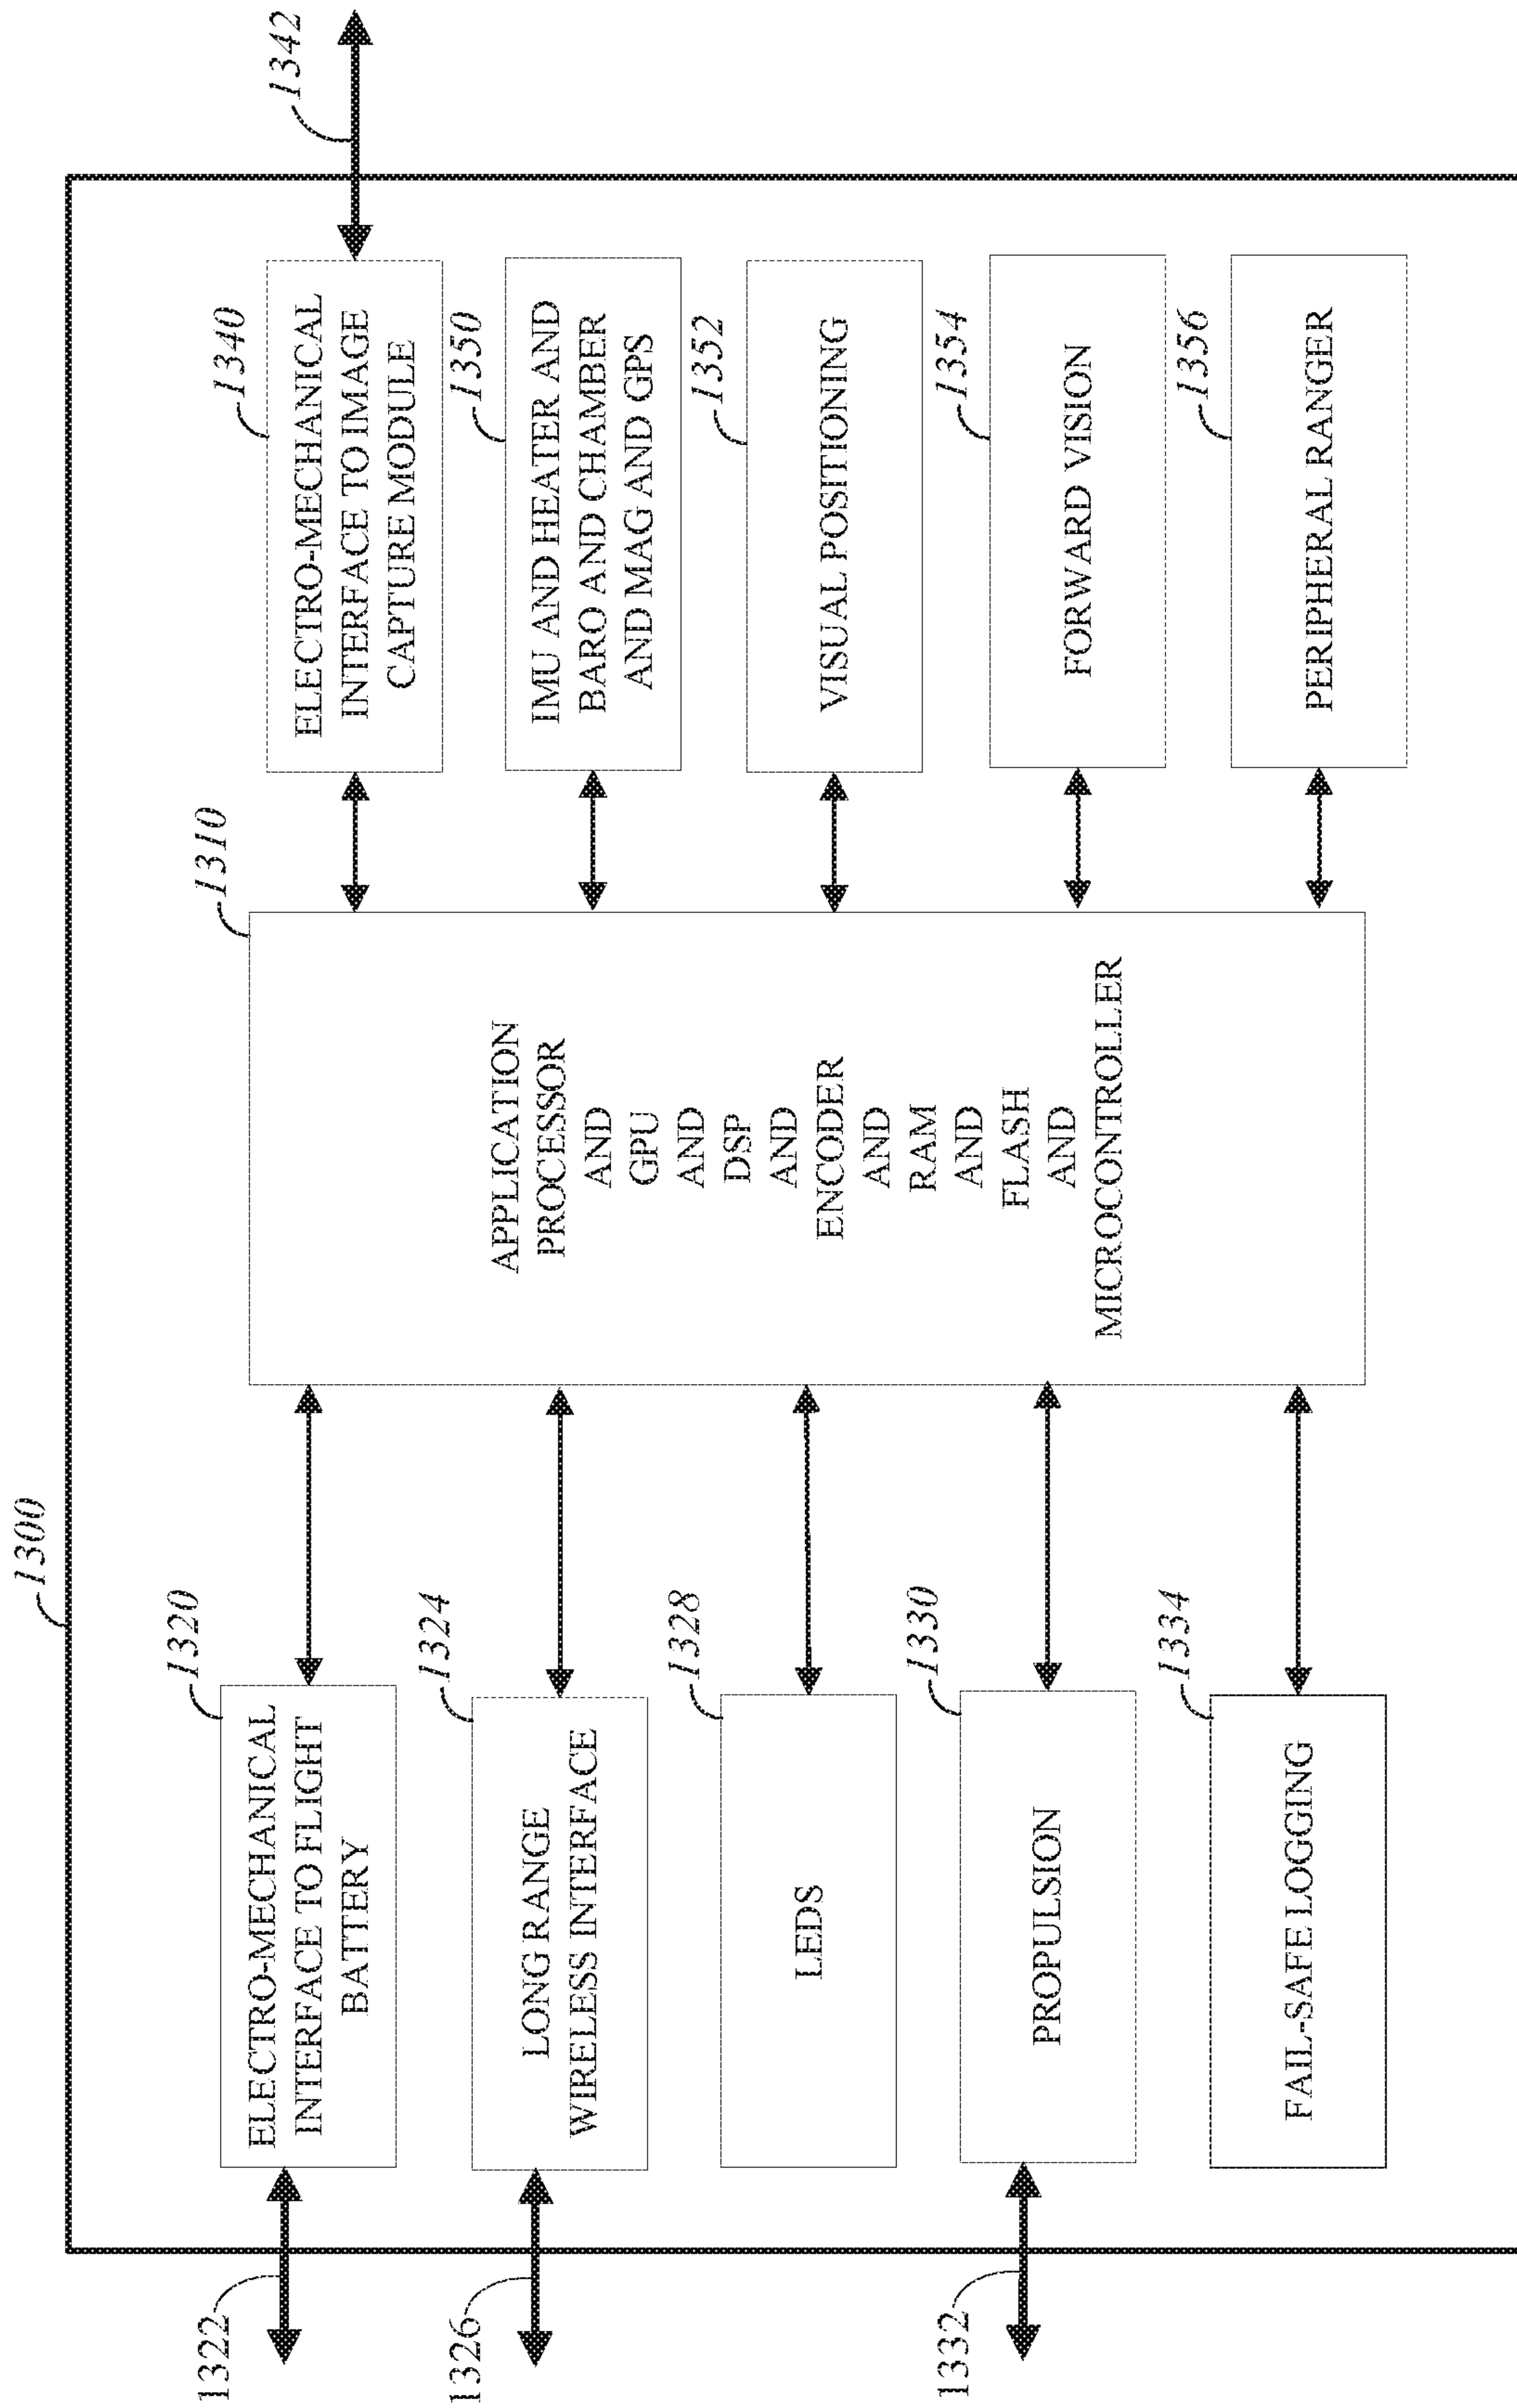 1300
1310
1320
ELECTRO-MECHANICAL
INTERFACE TO FLIGHT
BATTERY
1322
1324
LONG RANGE
WIRELESS INTERFACE
1326
1328
LEDS
1330
PROPULSION
1332
1334
FAIL-SAFE LOGGING
APPLICATION
PROCESSOR
AND
GPU
AND
DSP
AND
ENCODER
AND
RAM
AND
FLASH
AND
MICROCONTROLLER
1340
ELECTRO-MECHANICAL
INTERFACE TO IMAGE
CAPTURE MODULE
1342
1350
IMU AND HEATER AND
BARO AND CHAMBER
AND MAG AND GPS
1352
VISUAL POSITIONING
1354
FORWARD VISION
1356
PERIPHERAL RANGER